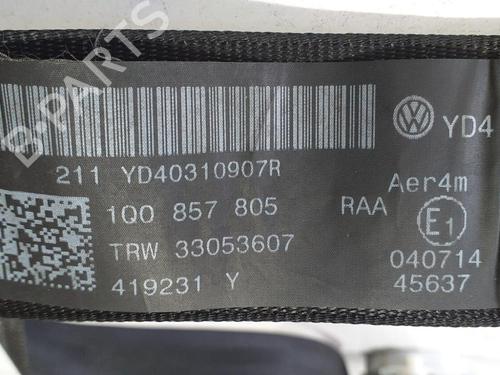 B-PARTS
YD4
211 YD40310907R
1Q0 857 805
RAA
Aer4m
E1
TRW 33053607
040714
419231 Y
45637